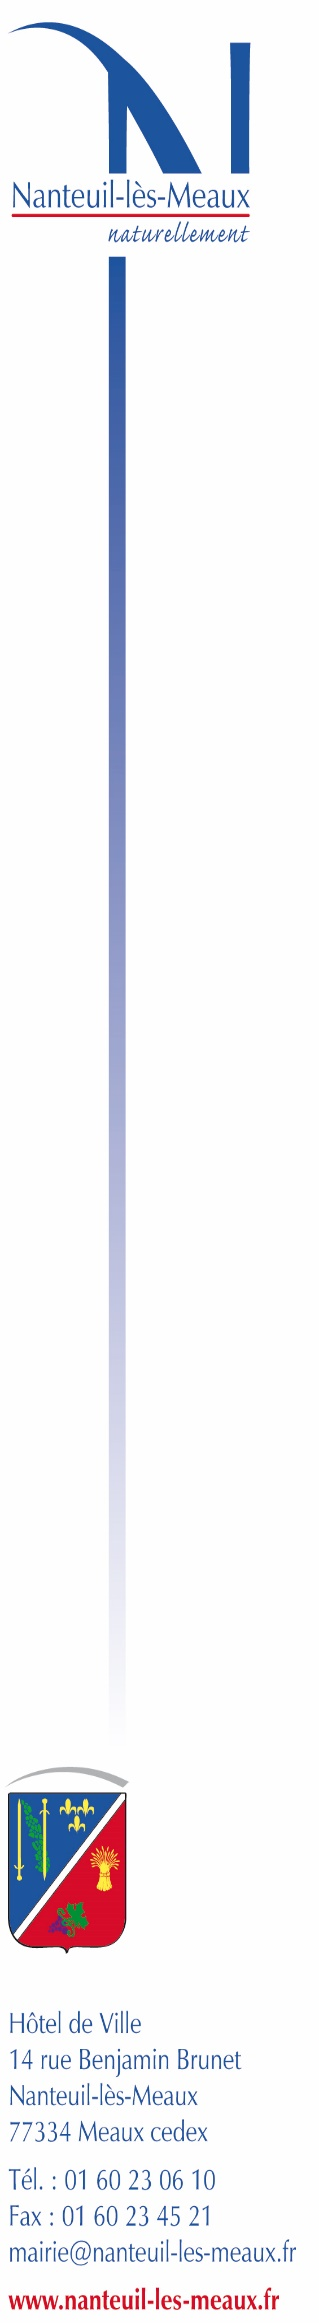 Nanteuil-lès-Meaux
naturellement
Hôtel de Ville
14 rue Benjamin Brunet
Nanteuil-lès-Meaux
77334 Meaux cedex
Tél. : 01 60 23 06 10
Fax : 01 60 23 45 21
mairie@nanteuil-les-meaux.fr
www.nanteuil-les-meaux.fr